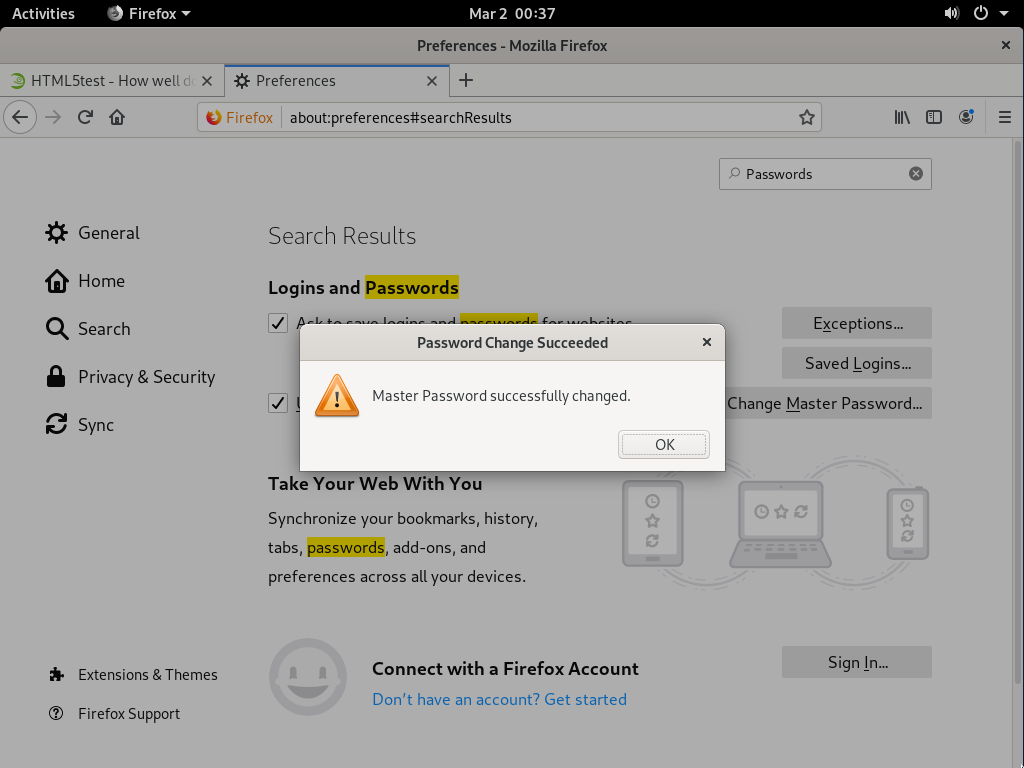 Activities Firefox Mar 2 00:37
Preferences - Mozilla Firefox
HTML5test - How well d Preferences
Firefox about:preferences#searchResults
Passwords
General
Home
Search
Privacy & Security
Sync
Extensions & Themes
Firefox Support
Search Results
Logins and Passwords
Ask to save logins and passwords for websites
Exceptions...
Saved Logins...
Change Master Password...
Password Change Succeeded
Master Password successfully changed.
OK
Take Your Web With You
Synchronize your bookmarks, history,
tabs, passwords, add-ons, and
preferences across all your devices.
Connect with a Firefox Account
Don’t have an account? Get started
Sign In...